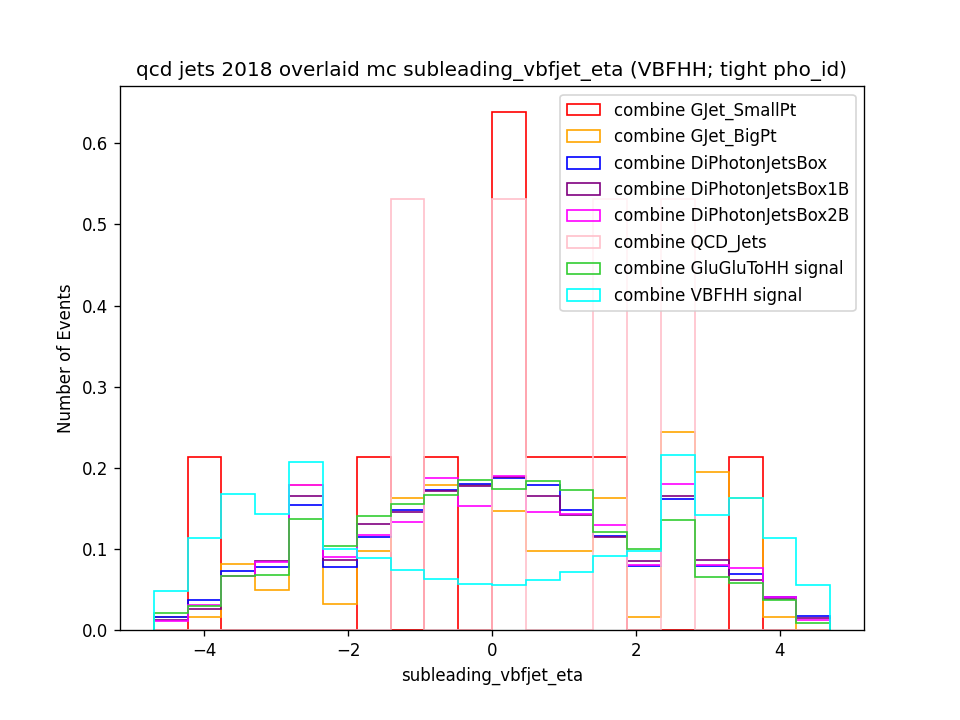 qcd jets 2018 overlaid mc subleading_vbfjet_eta (VBFHH; tight pho_id)
combine GJet_SmallPt
combine GJet_BigPt
combine DiPhotonJetsBox
combine DiPhotonJetsBox1B
combine DiPhotonJetsBox2B
combine QCD_Jets
combine GluGluToHH signal
combine VBFHH signal
Number of Events
0.6
0.5
0.4
0.3
0.2
0.1
0.0
−4 −2 0 2 4
subleading_vbfjet_eta